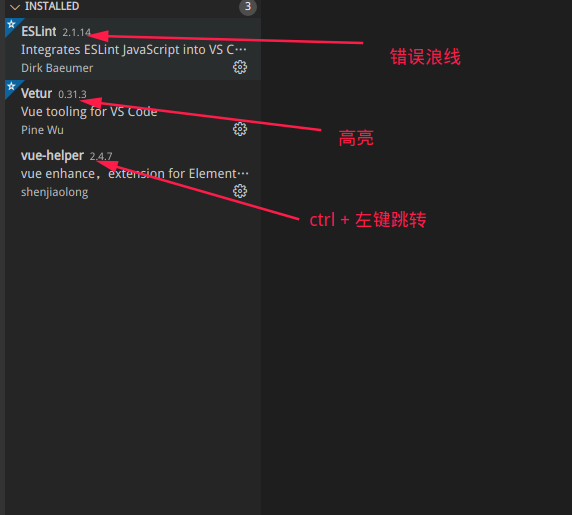 INSTALLED 3
ESLint 2.1.14
Integrates ESLint JavaScript into VS C…
Dirk Baeumer
错误浪线
Vetur 0.31.3
Vue tooling for VS Code
Pine Wu
高亮
vue-helper 2.4.7
vue enhance，extension for Element…
shenjiaolong
ctrl + 左键跳转